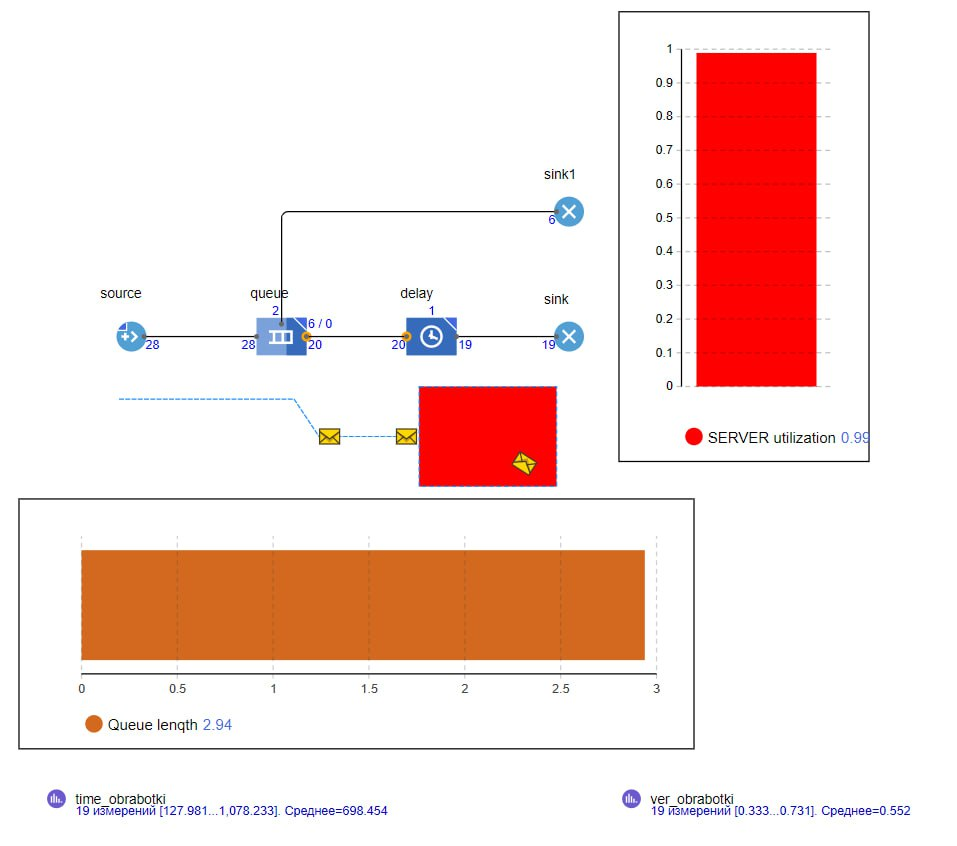 1
0.9
0.8
0.7
0.6
0.5
0.4
0.3
0.2
0.1
0
SERVER utilization 0.99
sink1
6
source
queue
delay
sink
2
6 / 0
1
28
28
20
20
19
19
0
0.5
1
1.5
2
2.5
3
Queue lenqth 2.94
time_obrabotki
19 измерений [127.981...1,078.233]. Среднее=698.454
ver_obrabotki
19 измерений [0.333...0.731]. Среднее=0.552